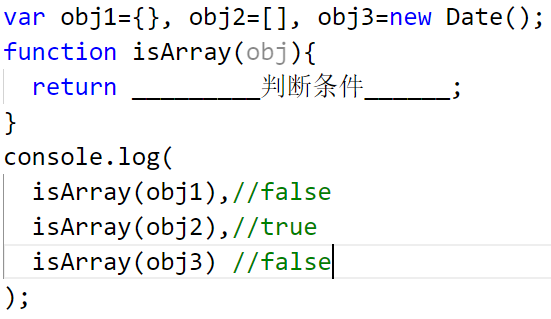 var obj1={}, obj2=[], obj3=new Date();
function isArray(obj){
  return _________判断条件______;
}
console.log(
  isArray(obj1),//false
  isArray(obj2),//true
  isArray(obj3) //false
);